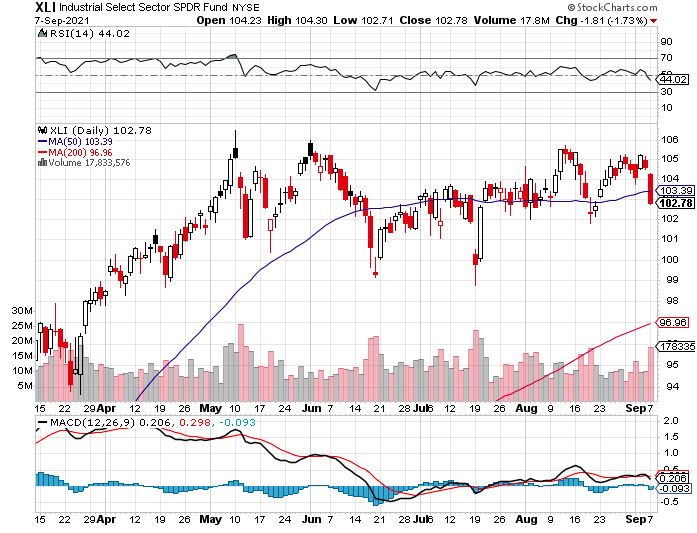 XLI Industrial Select Sector SPDR Fund NYSE © StockCharts.com
7-Sep-2021 Open 104.23 High 104.30 Low 102.71 Close 102.78 Volume 17.8M Chg -1.81 (-1.73%)
RSI(14) 44.02
90
70
50
44.02
30
10
XLI (Daily) 102.78
MA(50) 103.39
MA(200) 96.96
Volume 17,833,576
106
105
104
103.39
102.78
102
101
100
99
98
96.96
17833576
95
94
30M
25M
20M
15M
10M
5M
15 22 29 Apr 12 19 26 May 10 17 24 Jun 7 14 21 28 Jul 6 12 19 26 Aug 9 16 23 Sep 7
MACD(12,26,9) 0.206, 0.298, -0.093
2.0
1.5
1.0
0.5
0.206
-0.093
-0.5
15 22 29 Apr 12 19 26 May 10 17 24 Jun 7 14 21 28 Jul 6 12 19 26 Aug 9 16 23 Sep 7